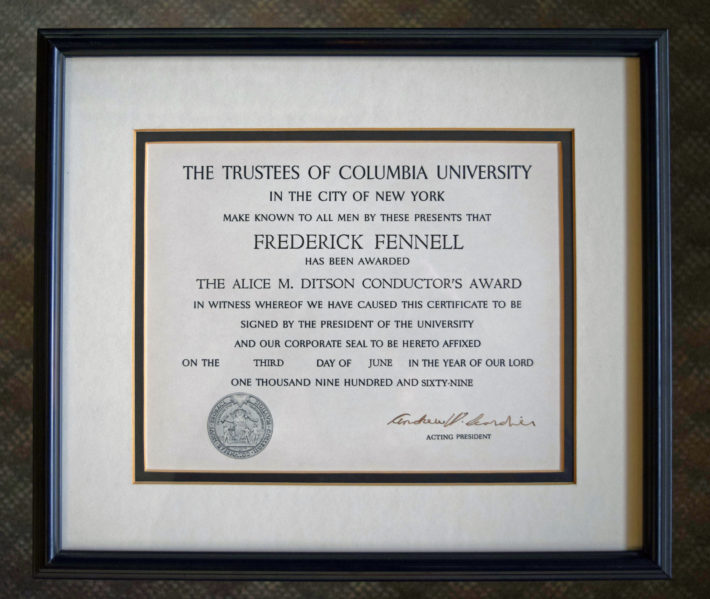 THE TRUSTEES OF COLUMBIA UNIVERSITY
IN THE CITY OF NEW YORK
MAKE KNOWN TO ALL MEN BY THESE PRESENTS THAT
FREDERICK FENNELL
HAS BEEN AWARDED
THE ALICE M. DITSON CONDUCTOR'S AWARD
IN WITNESS WHEREOF WE HAVE CAUSED THIS CERTIFICATE TO BE
SIGNED BY THE PRESIDENT OF THE UNIVERSITY
AND OUR CORPORATE SEAL TO BE HERETO AFFIXED
ON THE THIRD DAY OF JUNE IN THE YEAR OF OUR LORD
ONE THOUSAND NINE HUNDRED AND SIXTY-NINE
Andrew W. Cordier
ACTING PRESIDENT